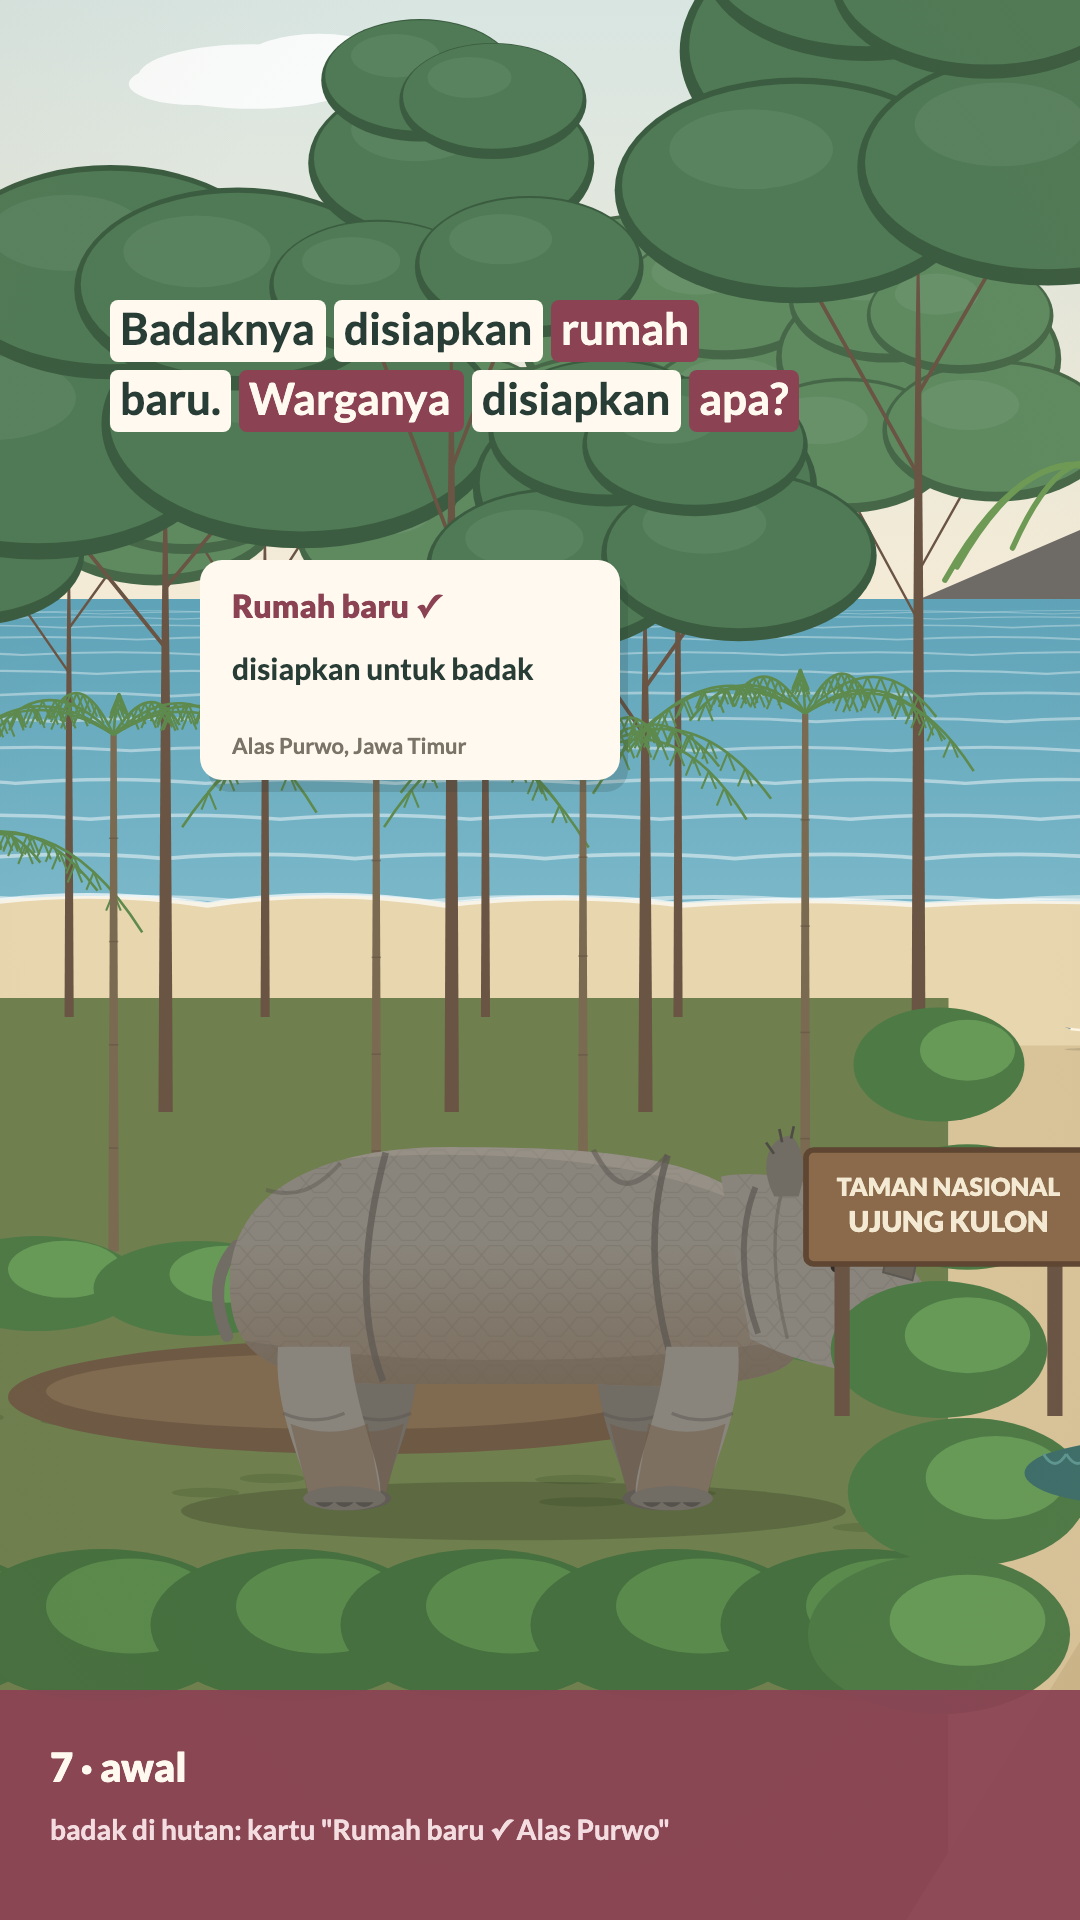 Badaknya disiapkan rumah
baru. Warganya disiapkan apa?
Rumah baru ✓
disiapkan untuk badak
Alas Purwo, Jawa Timur
TAMAN NASIONAL
UJUNG KULON
7 • awal
badak di hutan: kartu "Rumah baru ✓ Alas Purwo"